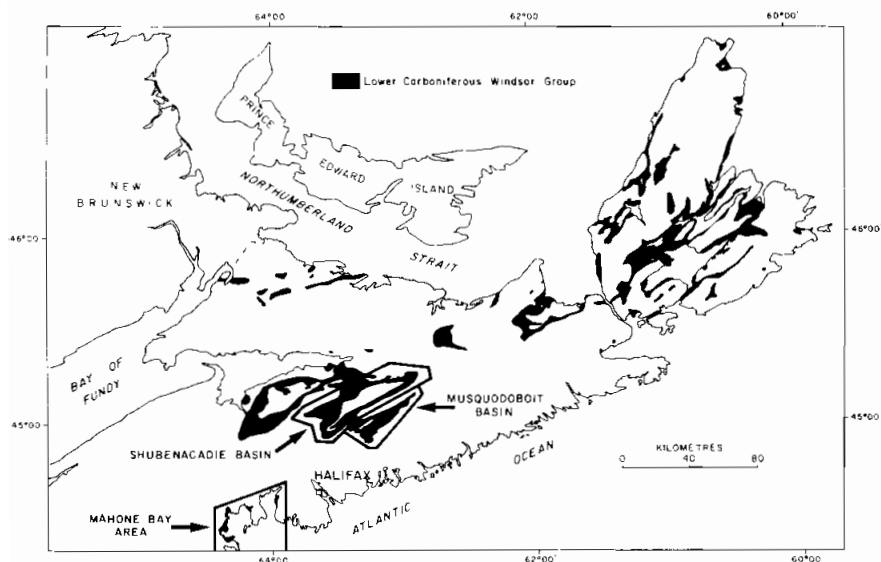 64°00'
62°00'
60°00'
Lower Carboniferous Windsor Group
PRINCE
EDWARD
ISLAND
NEW
BRUNSWICK
NORTHUMBERLAND
STRAIT
46°00'
46°00'
BAY OF
FUNDY
MUSQUODOBOIT
BASIN
45°00'
45°00'
SHUBENACADIE BASIN
KILOMETRES
0 40 80
HALIFAX
ATLANTIC
OCEAN
MAHONE BAY
AREA
64°00'
62°00'
60°00'